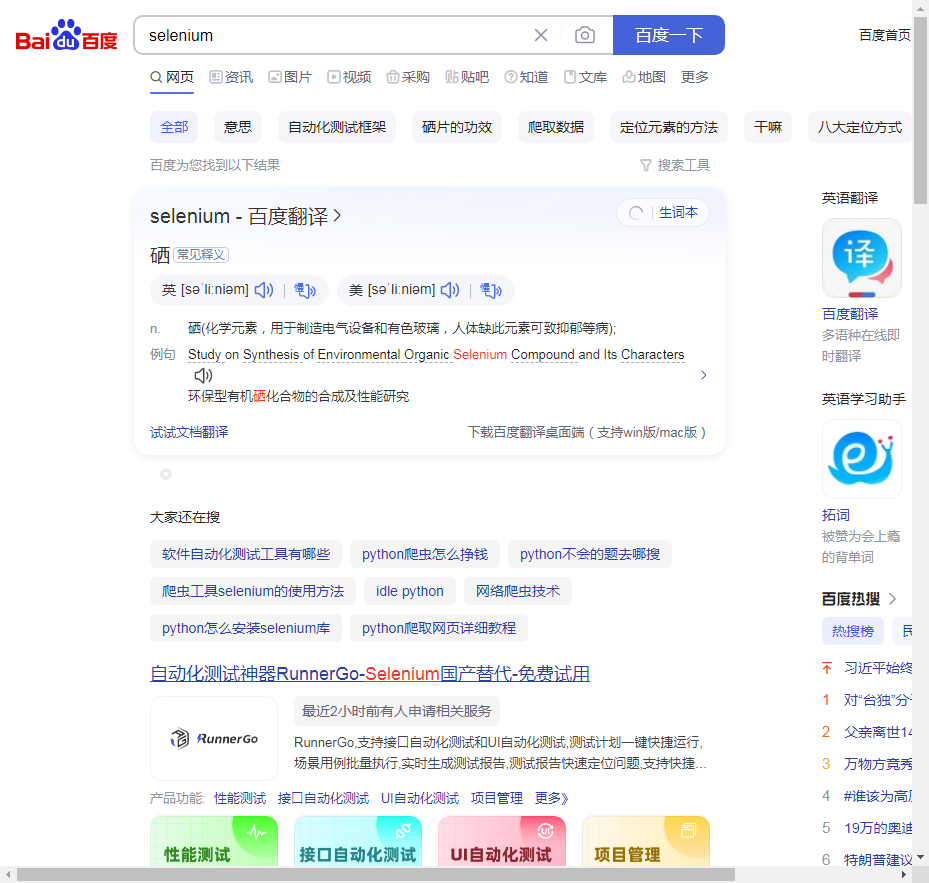 Bai du 百度
selenium
百度一下
百度首页
网页 资讯 图片 视频 采购 贴吧 知道 文库 地图 更多
全部 意思 自动化测试框架 硒片的功效 爬取数据 定位元素的方法 干嘛 八大定位方式
百度为您找到以下结果
搜索工具
selenium - 百度翻译
生词本
硒 常见释义
英 [səˈliːniəm] 美 [səˈliːniəm]
n. 硒(化学元素，用于制造电气设备和有色玻璃，人体缺此元素可致抑郁等病);
例句 Study on Synthesis of Environmental Organic Selenium Compound and Its Characters
环保型有机硒化合物的合成及性能研究
试试文档翻译
下载百度翻译桌面端（支持win版/mac版）
大家还在搜
软件自动化测试工具有哪些 python爬虫怎么挣钱 python不会的题去哪搜
爬虫工具selenium的使用方法 idle python 网络爬虫技术
python怎么安装selenium库 python爬取网页详细教程
自动化测试神器RunnerGo-Selenium国产替代-免费试用
RunnerGo
最近2小时前有人申请相关服务
RunnerGo,支持接口自动化测试和UI自动化测试,测试计划一键快捷运行,
场景用例批量执行,实时生成测试报告,测试报告快速定位问题,支持快捷...
产品功能: 性能测试 接口自动化测试 UI自动化测试 项目管理 更多》
性能测试 接口自动化测试 UI自动化测试 项目管理
英语翻译
译
百度翻译
多语种在线即
时翻译
英语学习助手
拓词
被赞为会上瘾
的背单词
百度热搜
热搜榜
习近平始终
1 对“台独”分
2 父亲离世14
3 万物方竟秀
4 #谁该为高
5 19万的奥迪
6 特朗普建议